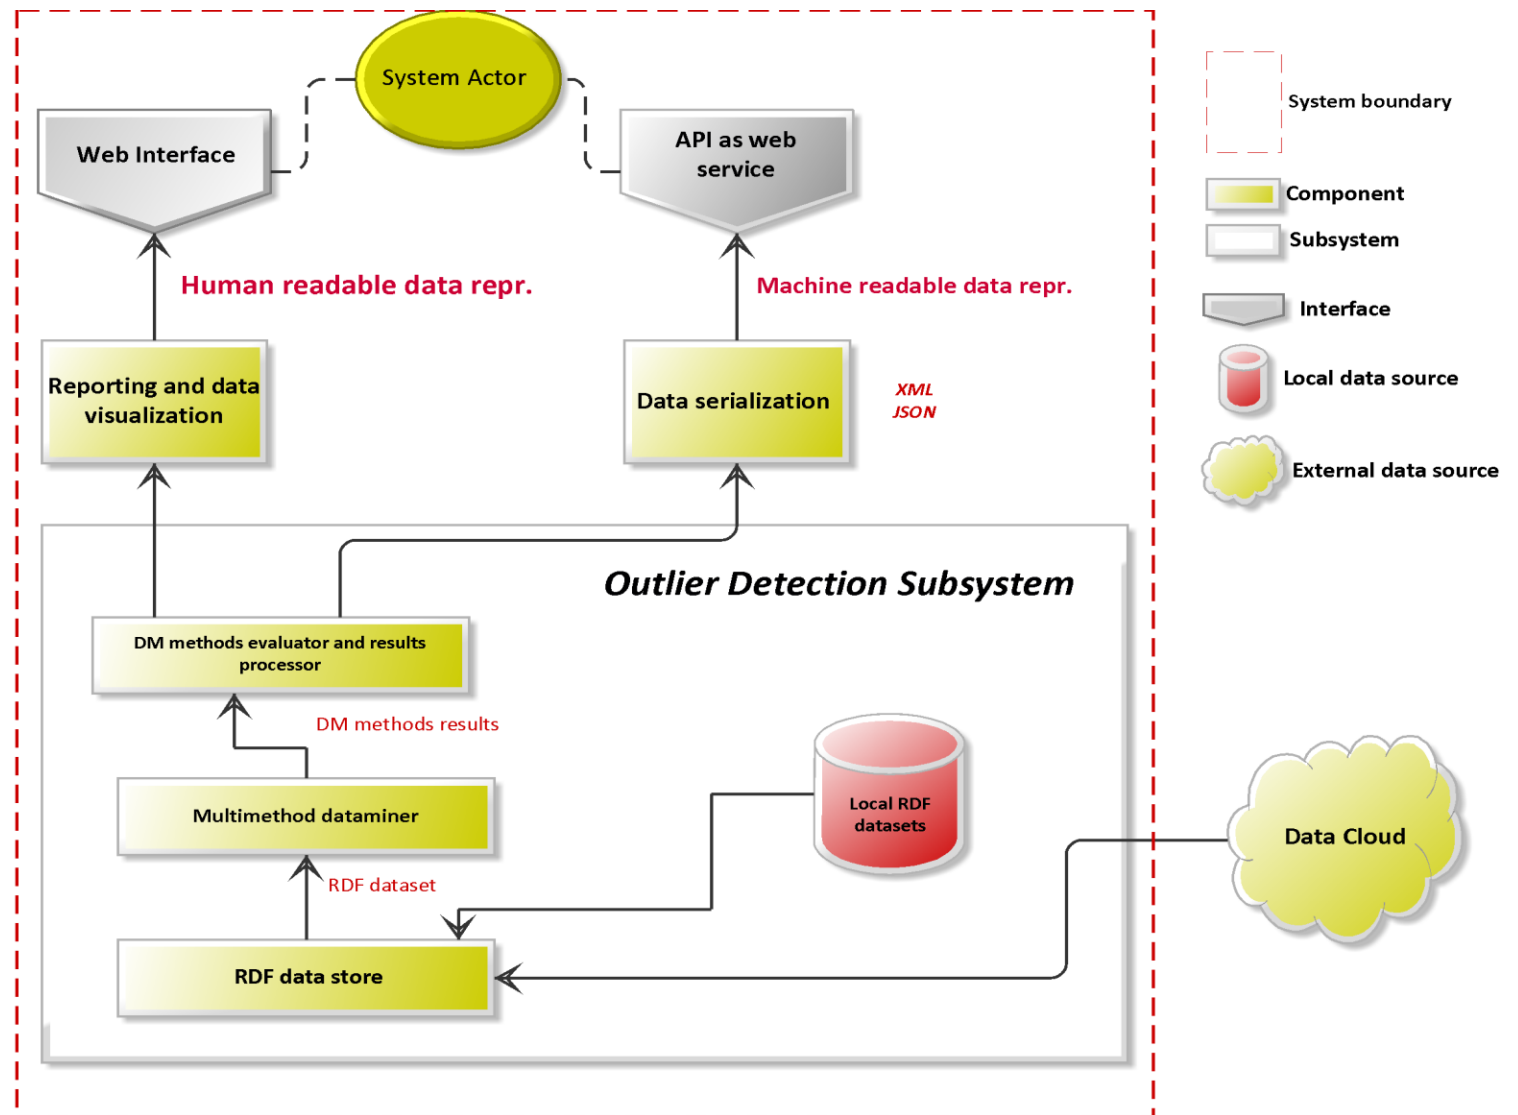 System Actor
Web Interface
API as web
service
Human readable data repr.
Machine readable data repr.
Reporting and data
visualization
Data serialization
XML
JSON
Outlier Detection Subsystem
DM methods evaluator and results
processor
DM methods results
Multimethod dataminer
RDF dataset
RDF data store
Local RDF
datasets
Data Cloud
System boundary
Component
Subsystem
Interface
Local data source
External data source